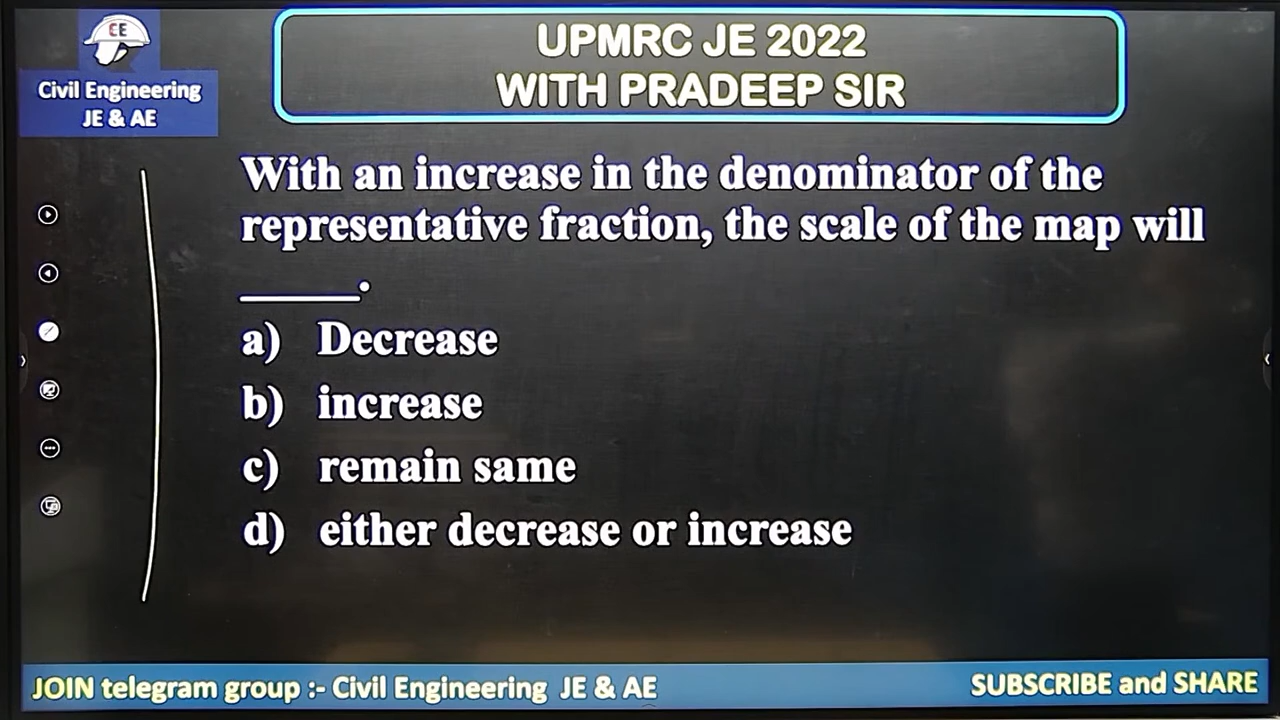 CE
Civil Engineering
JE & AE
UPMRC JE 2022
WITH PRADEEP SIR
With an increase in the denominator of the
representative fraction, the scale of the map will
______.
a) Decrease
b) increase
c) remain same
d) either decrease or increase
JOIN telegram group :- Civil Engineering JE & AE
SUBSCRIBE and SHARE